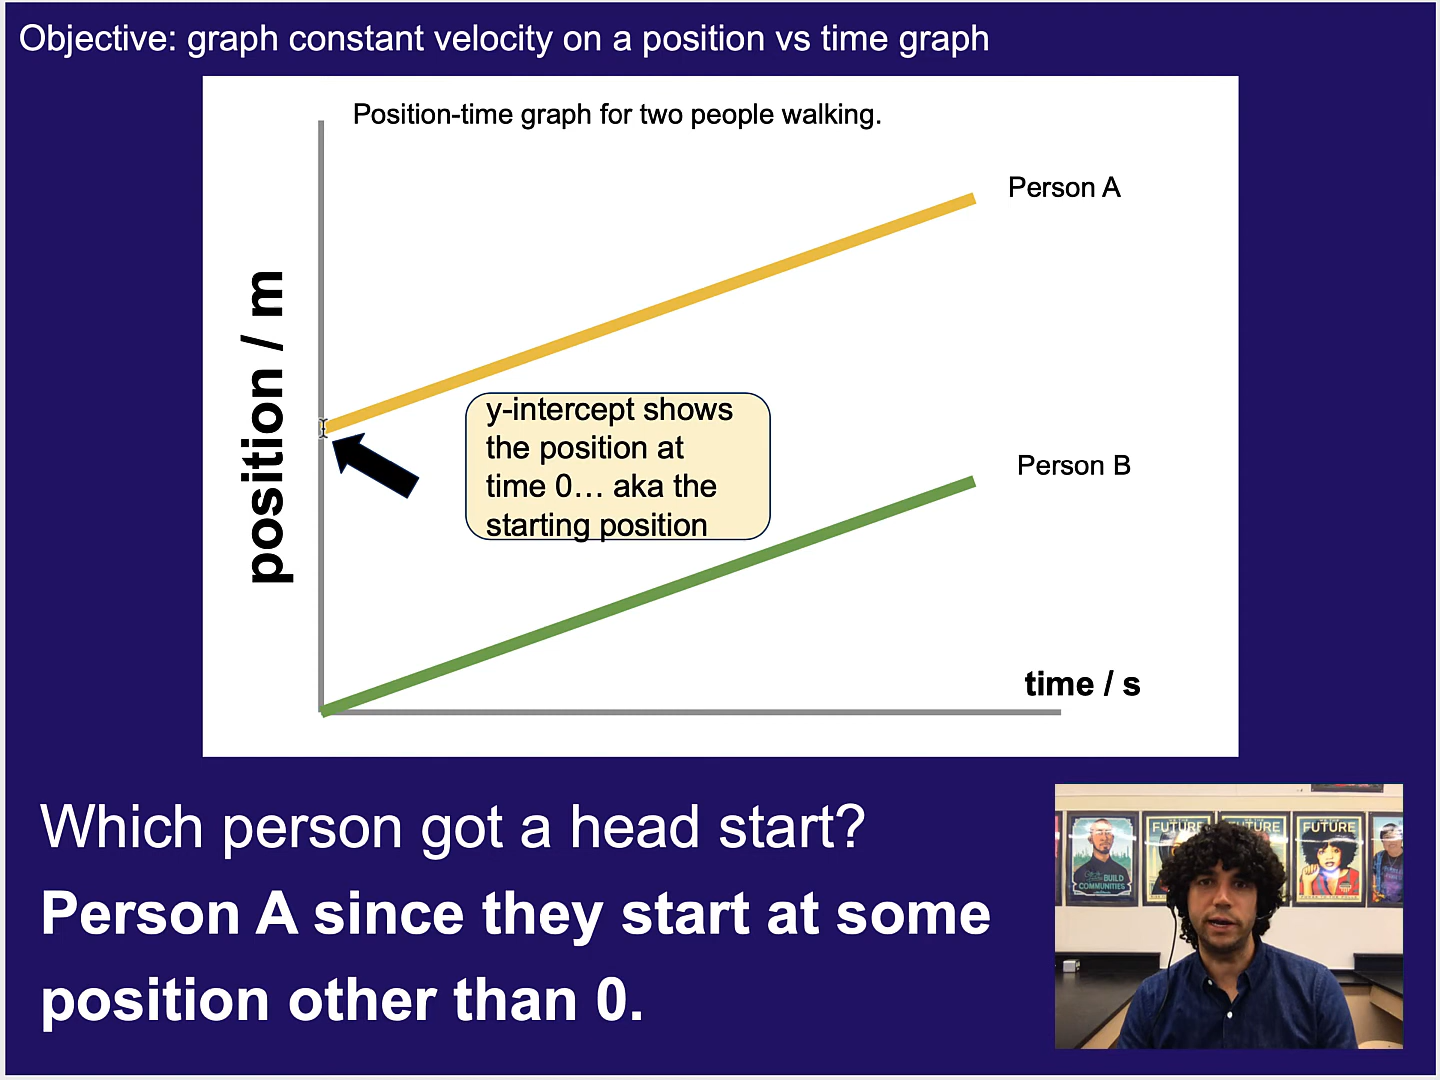 Objective: graph constant velocity on a position vs time graph
Position-time graph for two people walking.
Person A
position / m
y-intercept shows
the position at
time 0... aka the
starting position
Person B
time / s
Which person got a head start?
Person A since they start at some
position other than 0.
FUTURE
FUTURE
FUTURE
BUILD
COMMUNITIES